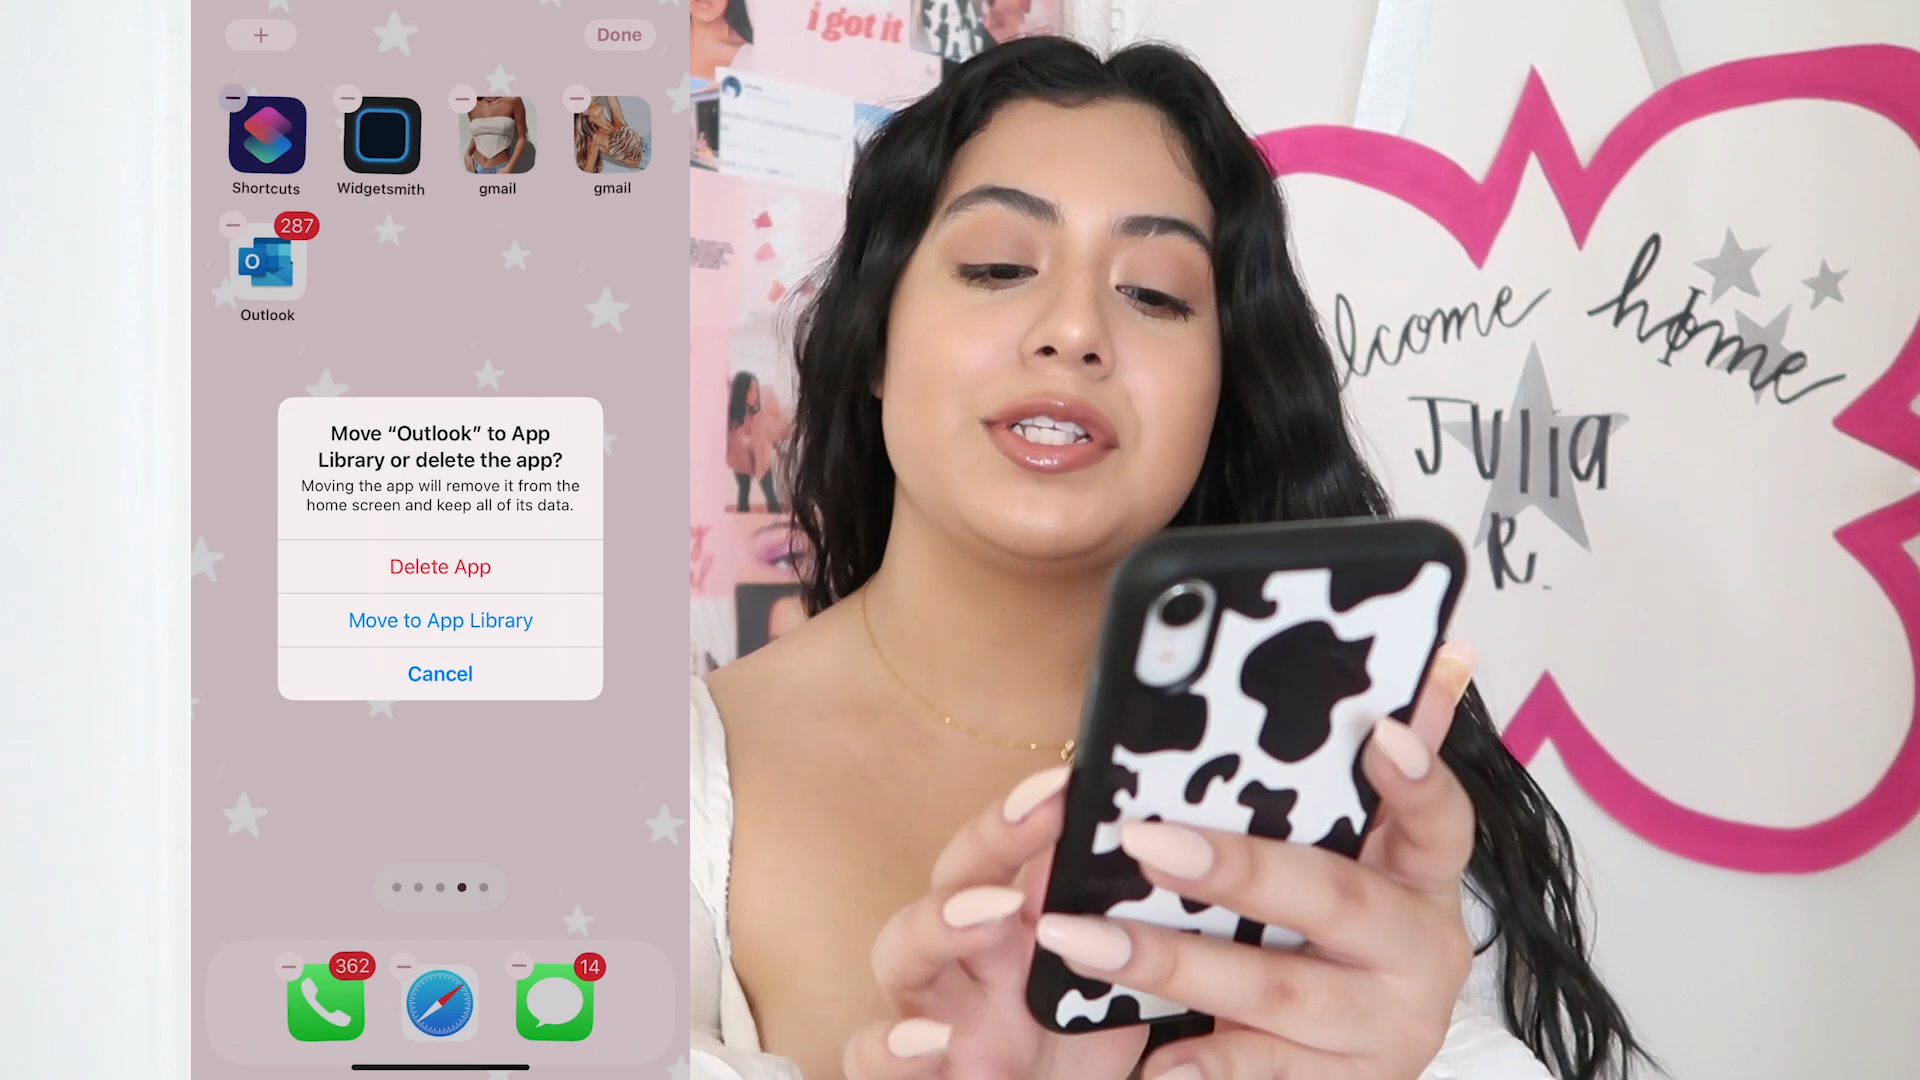 +
Done
Shortcuts
Widgetsmith
gmail
gmail
287
O
Outlook
Move “Outlook” to App
Library or delete the app?
Moving the app will remove it from the
home screen and keep all of its data.
Delete App
Move to App Library
Cancel
362
14
i got it
lcome home
JULIA
R.